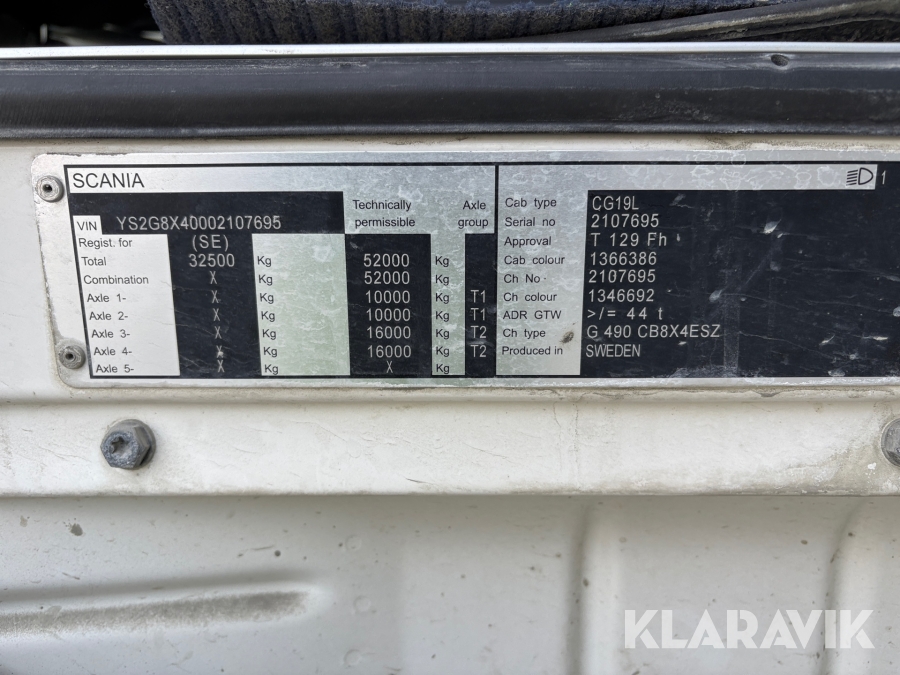 SCANIA
1
VIN YS2G8X40002107695
Technically permissible
Axle group
Regist. for (SE)
Total 32500 Kg 52000 Kg
Combination X Kg 52000 Kg
Axle 1- X Kg 10000 Kg T1
Axle 2- X Kg 10000 Kg T1
Axle 3- X Kg 16000 Kg T2
Axle 4- X Kg 16000 Kg T2
Axle 5- X Kg X Kg
Cab type CG19L
Serial no 2107695
Approval T 129 Fh
Cab colour 1366386
Ch No 2107695
Ch colour 1346692
ADR GTW >/= 44 t
Ch type G 490 CB8X4ESZ
Produced in SWEDEN
KLARAVIK